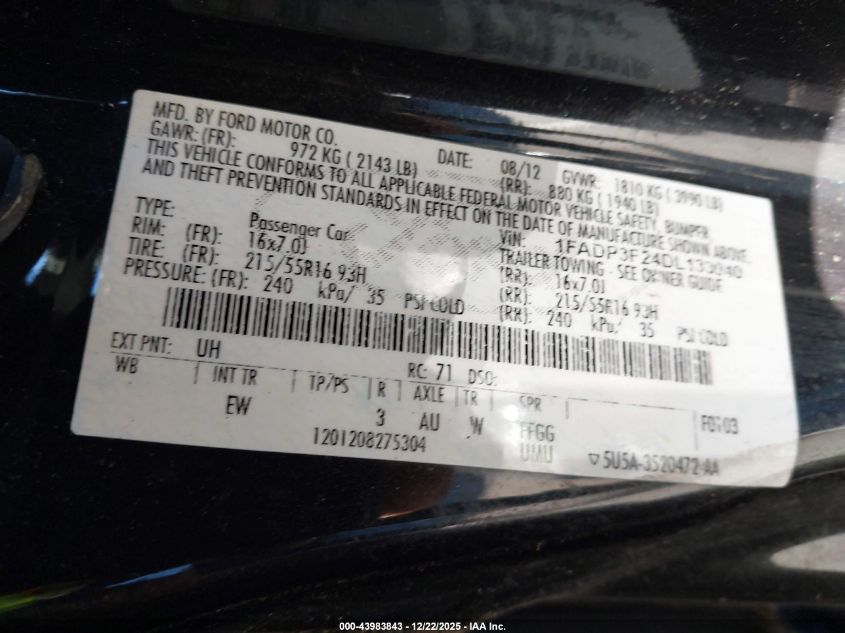 MFD. BY FORD MOTOR CO. DATE: 08/12 GVWR: 1810 KG ( 3990 LB)
GAWR: (FR): 972 KG ( 2143 LB) (RR): 880 KG ( 1940 LB)
THIS VEHICLE CONFORMS TO ALL APPLICABLE FEDERAL MOTOR VEHICLE SAFETY, BUMPER,
AND THEFT PREVENTION STANDARDS IN EFFECT ON THE DATE OF MANUFACTURE SHOWN ABOVE.
VIN: 1FADP3F24DL133040
TYPE: Passenger Car TRAILER TOWING - SEE OWNER GUIDE
RIM: (FR): 16x7.0J (RR): 16x7.0J
TIRE: (FR): 215/55R16 93H (RR): 215/55R16 93H
PRESSURE: (FR): 240 kPa/ 35 PSI COLD (RR): 240 kPa/ 35 PSI COLD
EXT PNT: UH RC: 71 DSO:
WB INT TR TP/PS R AXLE TR SPR
EW 3 AU W FFGG F0103
1201208275304 UMU ▽5U5A-3520472-AA
000-43983843 / 12/22/2025 - IAA Inc.